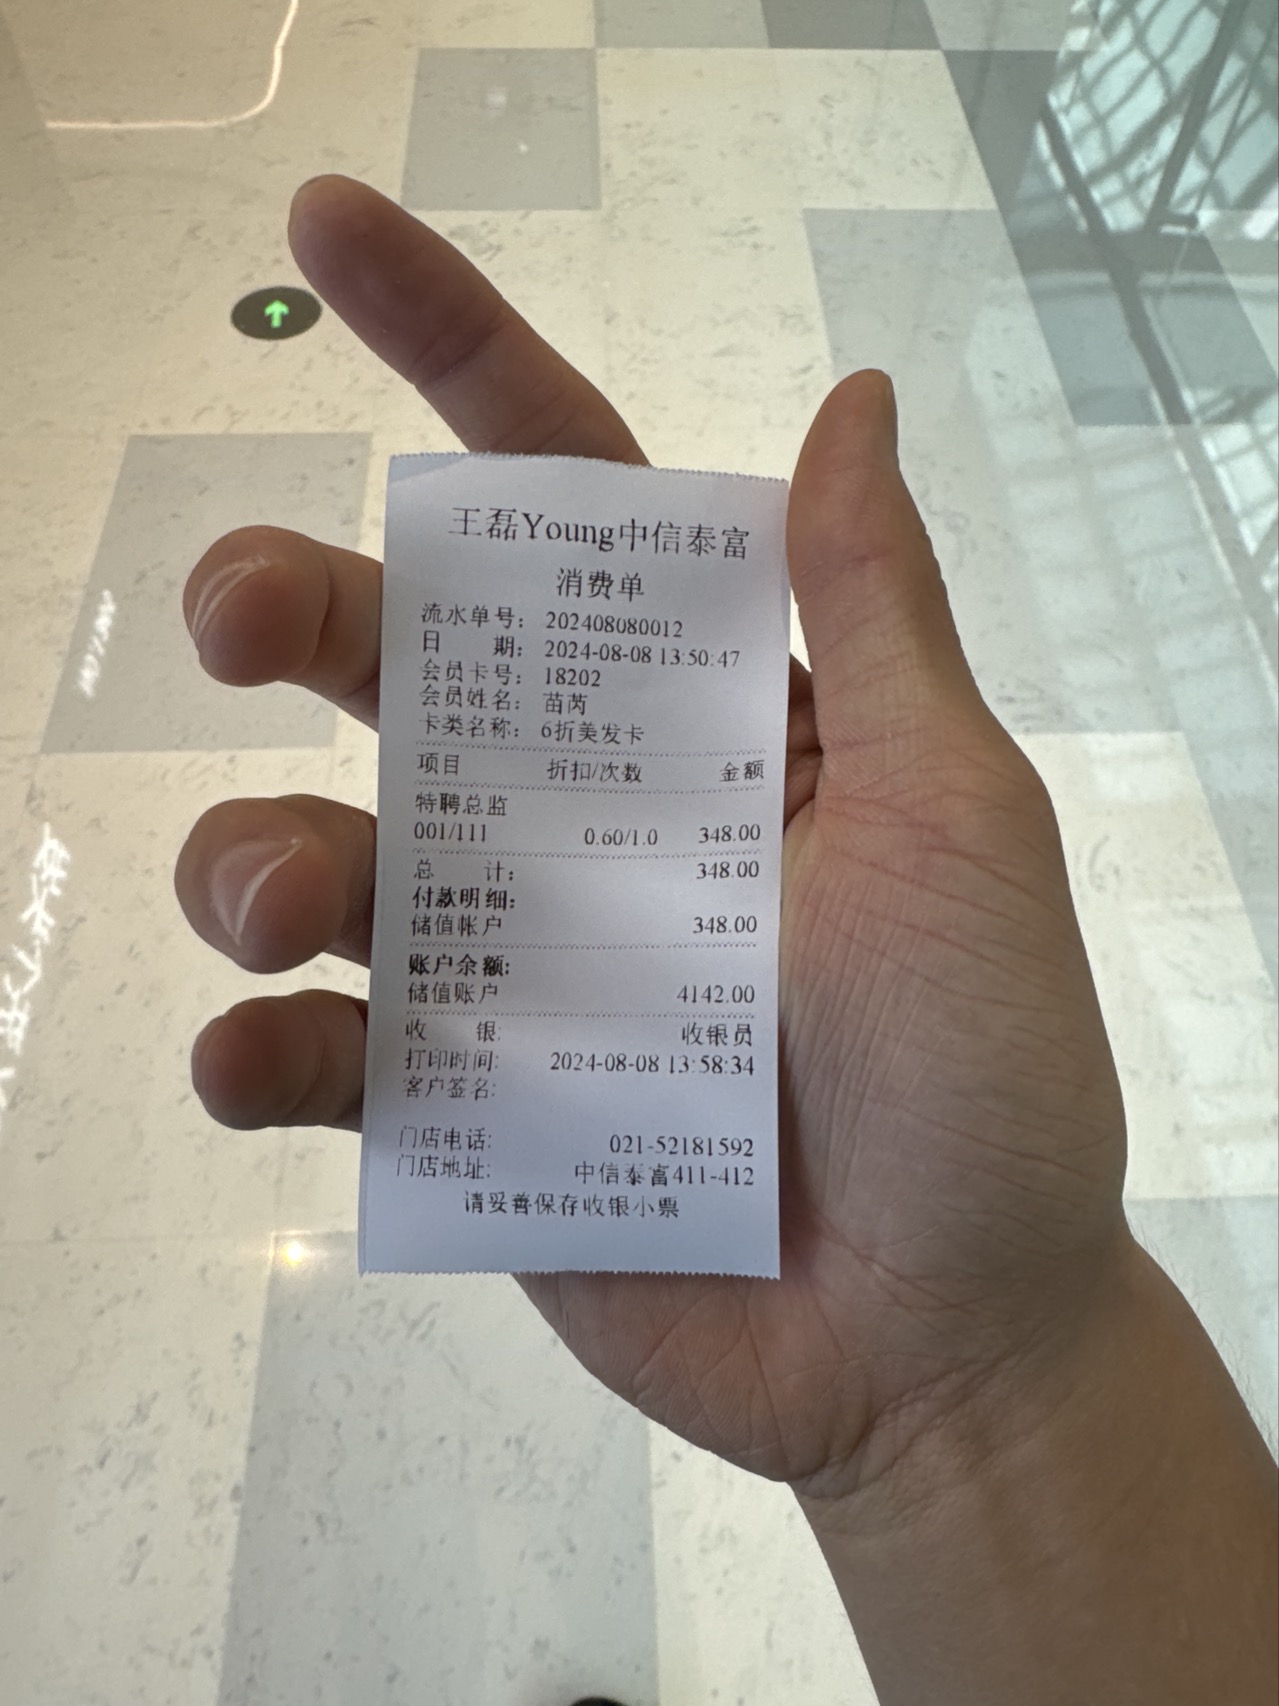 王磊Young中信泰富
消费单
流水单号： 202408080012
日 期： 2024-08-08 13:50:47
会员卡号： 18202
会员姓名： 苗芮
卡类名称： 6折美发卡
项目 折扣/次数 金额
特聘总监
001/111 0.60/1.0 348.00
总 计： 348.00
付款明细：
储值帐户 348.00
账户余额:
储值账户 4142.00
收 银: 收银员
打印时间: 2024-08-08 13:58:34
客户签名:
门店电话: 021-52181592
门店地址: 中信泰富411-412
请妥善保存收银小票